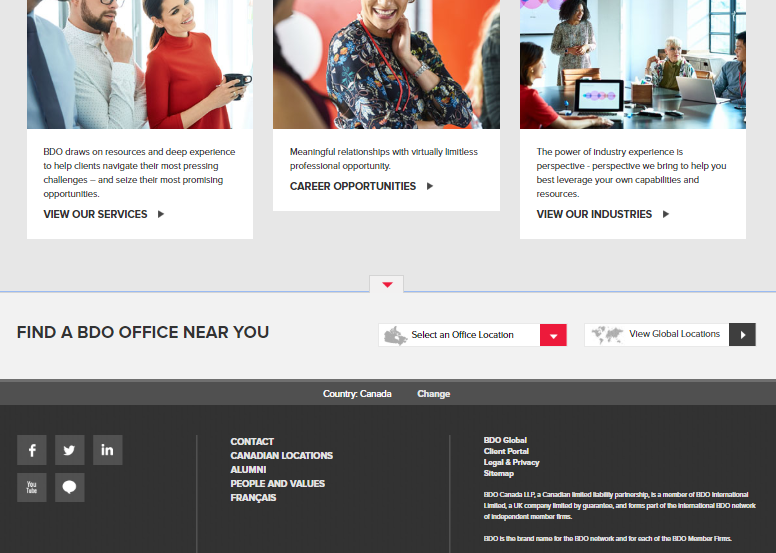 BDO draws on resources and deep experience
to help clients navigate their most pressing
challenges – and seize their most promising
opportunities.
VIEW OUR SERVICES
Meaningful relationships with virtually limitless
professional opportunity.
CAREER OPPORTUNITIES
The power of industry experience is
perspective - perspective we bring to help you
best leverage your own capabilities and
resources.
VIEW OUR INDUSTRIES
FIND A BDO OFFICE NEAR YOU
Select an Office Location
View Global Locations
Country: Canada
Change
You
Tube
CONTACT
CANADIAN LOCATIONS
ALUMNI
PEOPLE AND VALUES
FRANÇAIS
BDO Global
Client Portal
Legal & Privacy
Sitemap
BDO Canada LLP, a Canadian limited liability partnership, is a member of BDO International
Limited, a UK company limited by guarantee, and forms part of the international BDO network
of independent member firms.
BDO is the brand name for the BDO network and for each of the BDO Member Firms.